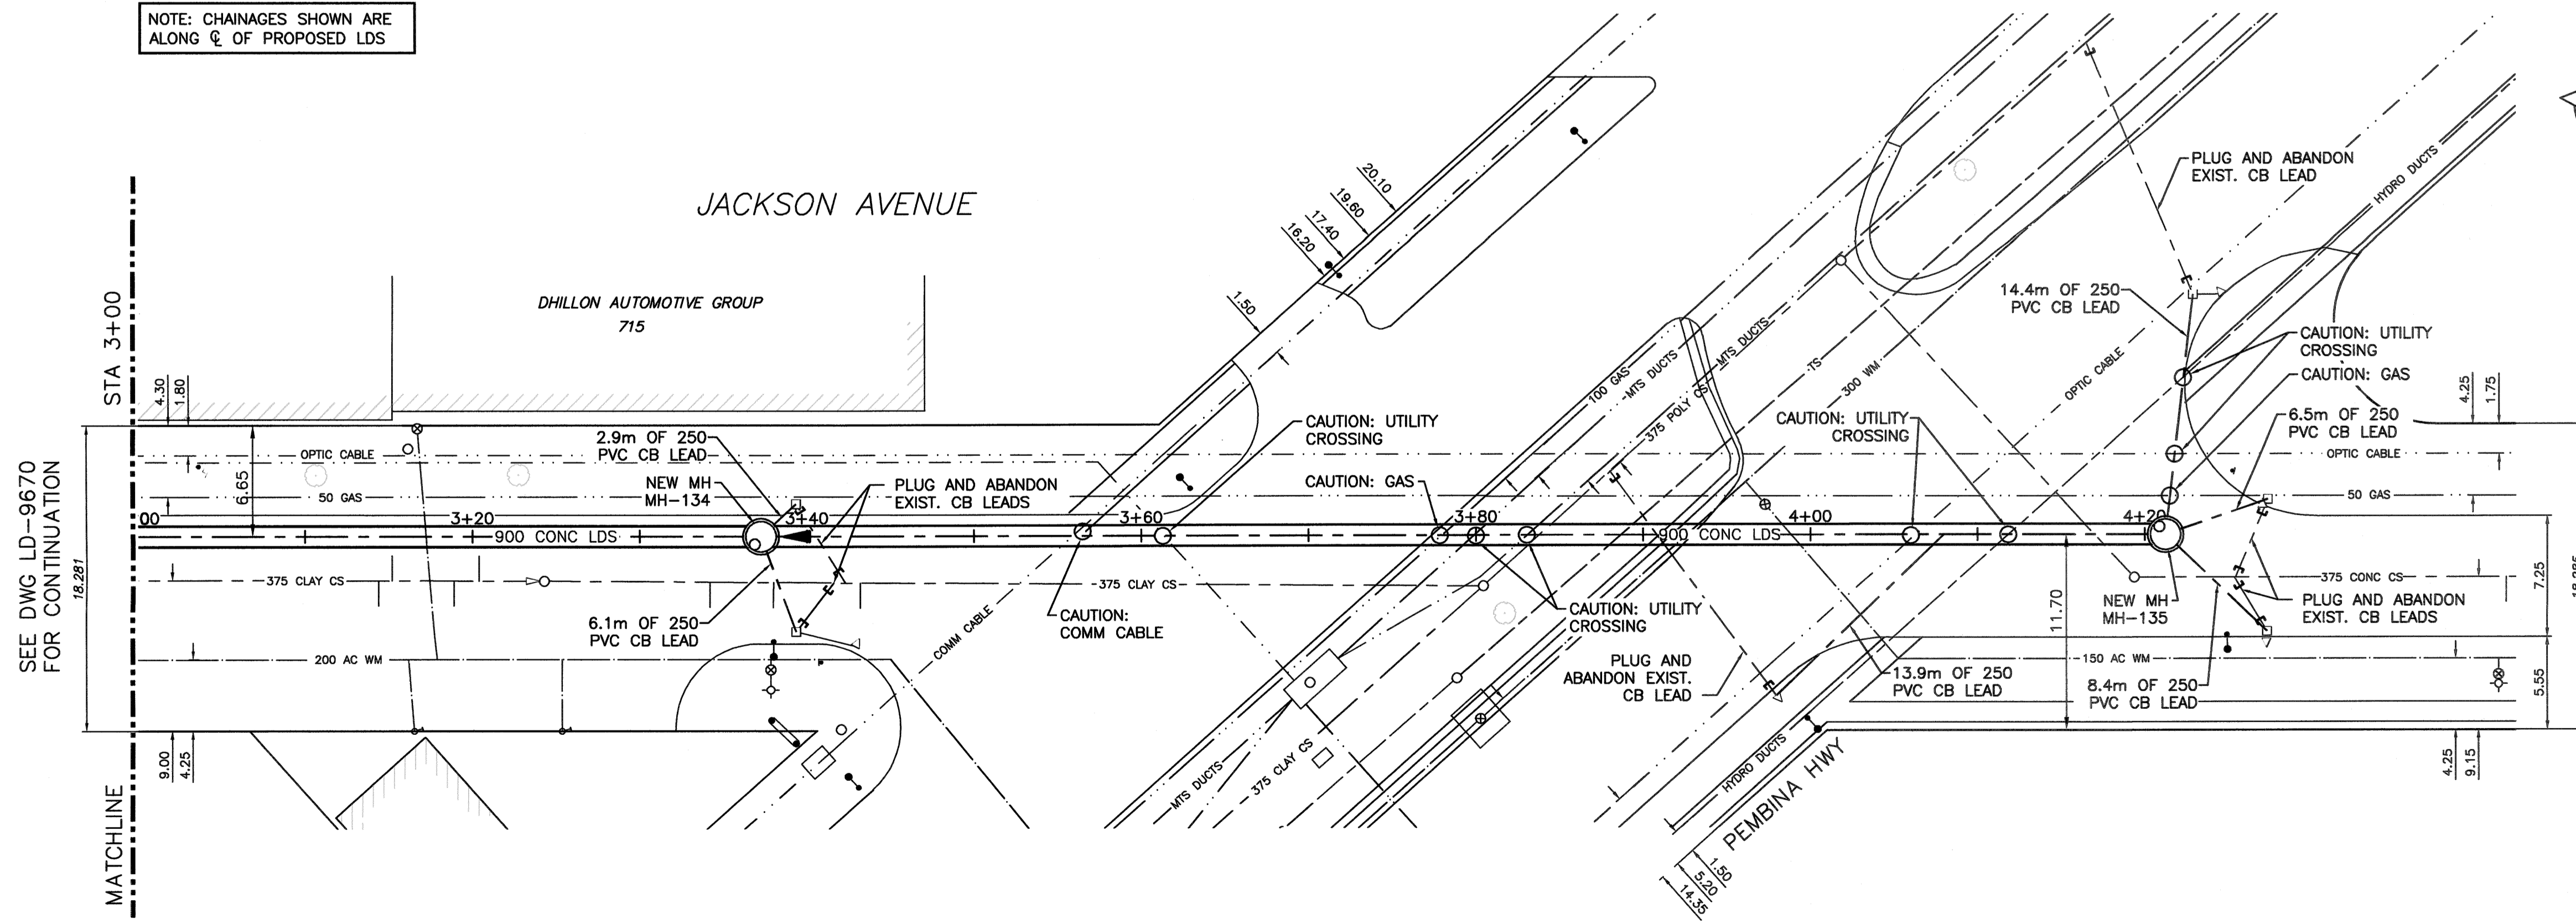 NOTE: CHAINAGES SHOWN ARE
ALONG ℄ OF PROPOSED LDS
JACKSON AVENUE
DHILLON AUTOMOTIVE GROUP
715
STA 3+00
MATCHLINE
SEE DWG LD-9670
FOR CONTINUATION
18.281
4.30
1.80
6.65
9.00
4.25
OPTIC CABLE
50 GAS
00
3+20
900 CONC LDS
375 CLAY CS
200 AC WM
2.9m OF 250
PVC CB LEAD
NEW MH
MH-134
3+40
PLUG AND ABANDON
EXIST. CB LEADS
6.1m OF 250
PVC CB LEAD
COMM CABLE
375 CLAY CS
3+60
CAUTION:
COMM CABLE
CAUTION: UTILITY
CROSSING
CAUTION: GAS
1.50
16.20
17.40
19.60
20.10
3+80
CAUTION: UTILITY
CROSSING
100 GAS
MTS DUCTS
375 POLY CS
MTS DUCTS
TS
300 WM
OPTIC CABLE
HYDRO DUCTS
MTS DUCTS
375 CLAY CS
900 CONC LDS
4+00
CAUTION: UTILITY
CROSSING
PLUG AND
ABANDON EXIST.
CB LEAD
13.9m OF 250
PVC CB LEAD
HYDRO DUCTS
PEMBINA HWY
1.50
5.20
14.35
4+20
PLUG AND ABANDON
EXIST. CB LEAD
14.4m OF 250
PVC CB LEAD
CAUTION: UTILITY
CROSSING
CAUTION: GAS
6.5m OF 250
PVC CB LEAD
4.25
1.75
OPTIC CABLE
50 GAS
375 CONC CS
NEW MH
MH-135
PLUG AND ABANDON
EXIST. CB LEADS
11.70
150 AC WM
8.4m OF 250
PVC CB LEAD
7.25
5.55
4.25
9.15